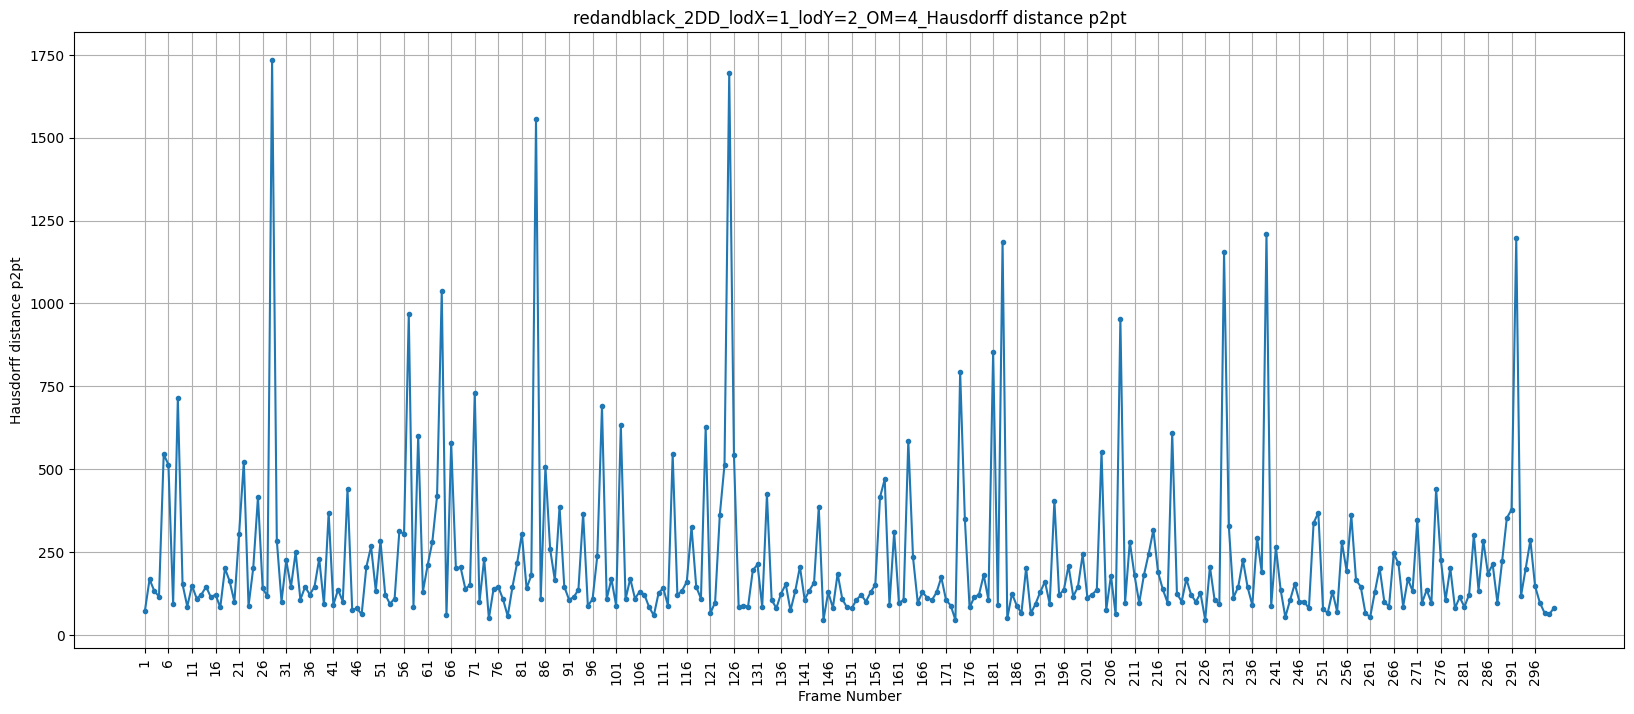 redandblack_2DD_lodX=1_lodY=2_OM=4_Hausdorff distance p2pt
1750
1500
1250
1000
750
500
250
0
Hausdorff distance p2pt
1 6 11 16 21 26 31 36 41 46 51 56 61 66 71 76 81 86 91 96 101 106 111 116 121 126 131 136 141 146 151 156 161 166 171 176 181 186 191 196 201 206 211 216 221 226 231 236 241 246 251 256 261 266 271 276 281 286 291 296
Frame Number